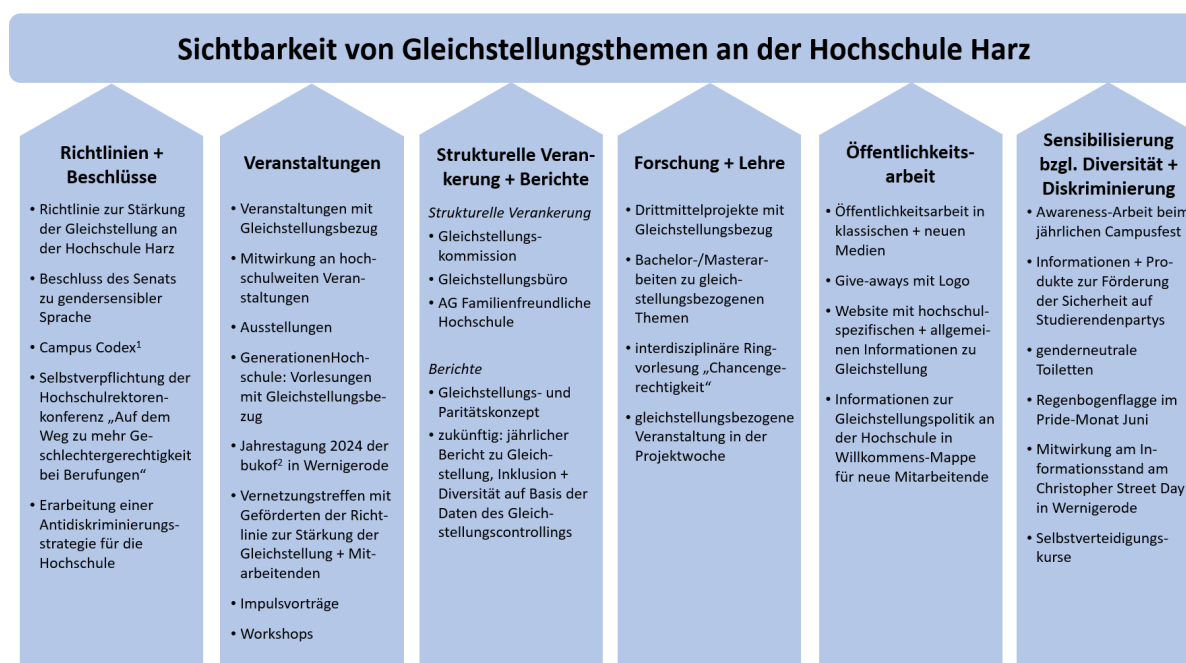 Sichtbarkeit von Gleichstellungsthemen an der Hochschule Harz
Richtlinien +
Beschlüsse
• Richtlinie zur Stärkung
der Gleichstellung an
der Hochschule Harz
• Beschluss des Senats
zu gendersensibler
Sprache
• Campus Codex¹
• Selbstverpflichtung der
Hochschulrektoren-
konferenz „Auf dem
Weg zu mehr Ge-
schlechtergerechtigkeit
bei Berufungen“
• Erarbeitung einer
Antidiskriminierungs-
strategie für die
Hochschule
Veranstaltungen
• Veranstaltungen mit
Gleichstellungsbezug
• Mitwirkung an hoch-
schulweiten Veran-
staltungen
• Ausstellungen
• GenerationenHoch-
schule: Vorlesungen
mit Gleichstellungsbe-
zug
• Jahrestagung 2024 der
bukof² in Wernigerode
• Vernetzungstreffen mit
Geförderten der Richt-
linie zur Stärkung der
Gleichstellung + Mit-
arbeitenden
• Impulsvorträge
• Workshops
Strukturelle Veran-
kerung + Berichte
Strukturelle Verankerung
• Gleichstellungs-
kommission
• Gleichstellungsbüro
• AG Familienfreundliche
Hochschule
Berichte
• Gleichstellungs- und
Paritätskonzept
• zukünftig: jährlicher
Bericht zu Gleich-
stellung, Inklusion +
Diversität auf Basis der
Daten des Gleich-
stellungscontrollings
Forschung + Lehre
• Drittmittelprojekte mit
Gleichstellungsbezug
• Bachelor-/Masterar-
beiten zu gleich-
stellungsbezogenen
Themen
• interdisziplinäre Ring-
vorlesung „Chancenge-
rechtigkeit“
• gleichstellungsbezogene
Veranstaltung in der
Projektwoche
Öffentlichkeits-
arbeit
• Öffentlichkeitsarbeit in
klassischen + neuen
Medien
• Give-aways mit Logo
• Website mit hochschul-
spezifischen + allgemei-
nen Informationen zu
Gleichstellung
• Informationen zur
Gleichstellungspolitik an
der Hochschule in
Willkommens-Mappe
für neue Mitarbeitende
Sensibilisierung
bzgl. Diversität +
Diskriminierung
• Awareness-Arbeit beim
jährlichen Campusfest
• Informationen + Pro-
dukte zur Förderung
der Sicherheit auf
Studierendenpartys
• genderneutrale
Toiletten
• Regenbogenflagge im
Pride-Monat Juni
• Mitwirkung am In-
formationsstand am
Christopher Street Day
in Wernigerode
• Selbstverteidigungs-
kurse